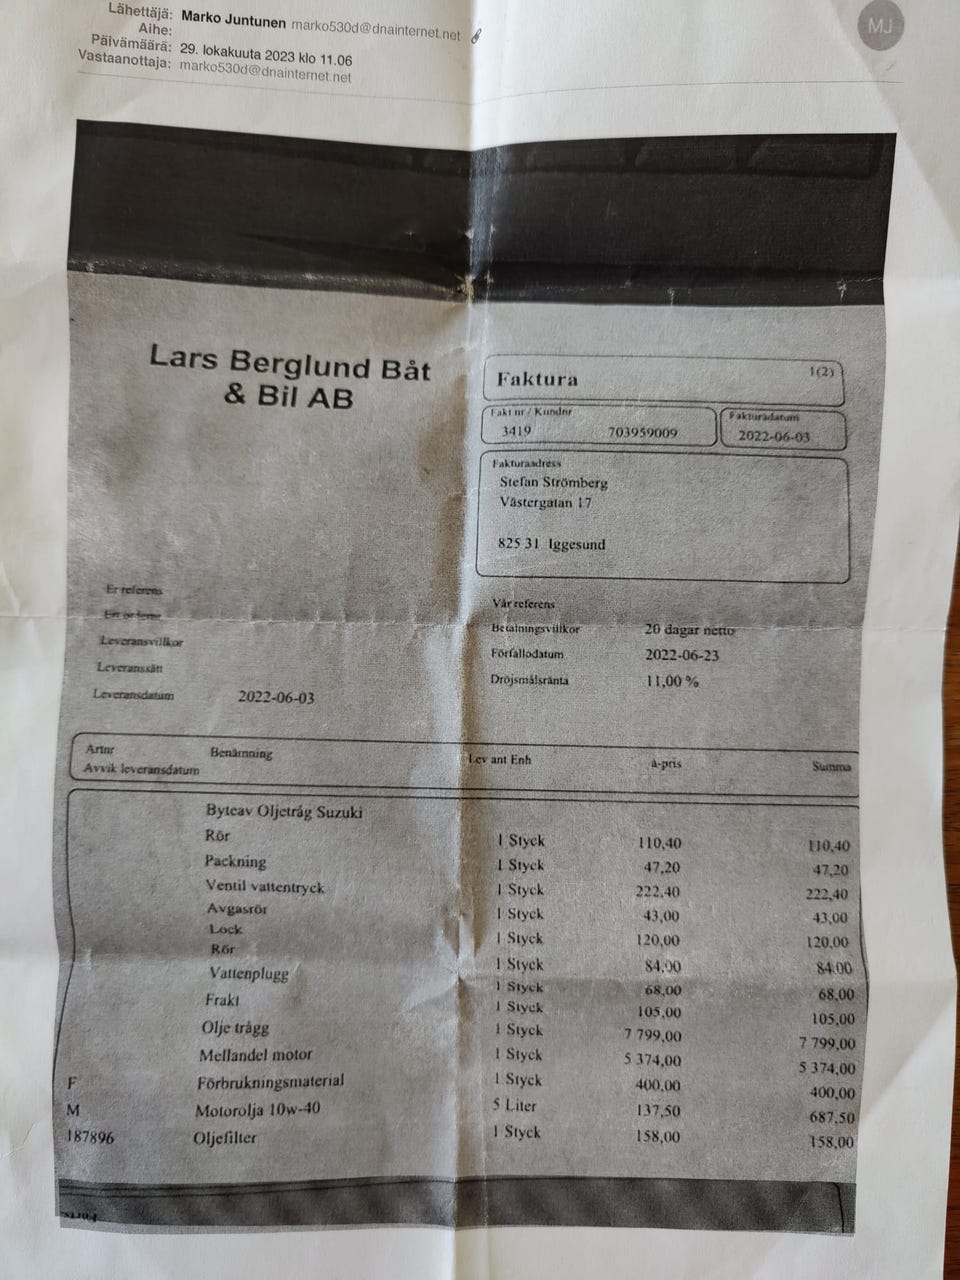 Lähettäjä: Marko Juntunen marko530d@dnainternet.net
Aihe:
Päivämäärä: 29. lokakuuta 2023 klo 11.06
Vastaanottaja: marko530d@dnainternet.net
MJ
Lars Berglund Båt
& Bil AB
Faktura 1(2)
Fakt nr / Kundnr Fakturadatum
3419 703959009 2022-06-03
Fakturaadress
Stefan Strömberg
Västergatan 17
825 31 Iggesund
Er referens
Ert ordernr
Leveransvillkor
Leveranssätt
Leveransdatum 2022-06-03
Vår referens
Betalningsvillkor 20 dagar netto
Förfallodatum 2022-06-23
Dröjsmålsränta 11,00 %
Artnr Benämning Lev ant Enh à-pris Summa
Avvik leveransdatum
Byteav Oljetråg Suzuki
Rör 1 Styck 110,40 110,40
Packning 1 Styck 47,20 47,20
Ventil vattentryck 1 Styck 222,40 222,40
Avgasrör 1 Styck 43,00 43,00
Lock 1 Styck 120,00 120,00
Rör 1 Styck 84,00 84,00
Vattenplugg 1 Styck 68,00 68,00
Frakt 1 Styck 105,00 105,00
Olje trågg 1 Styck 7 799,00 7 799,00
Mellandel motor 1 Styck 5 374,00 5 374,00
F Förbrukningsmaterial 1 Styck 400,00 400,00
M Motorolja 10w-40 5 Liter 137,50 687,50
187896 Oljefilter 1 Styck 158,00 158,00